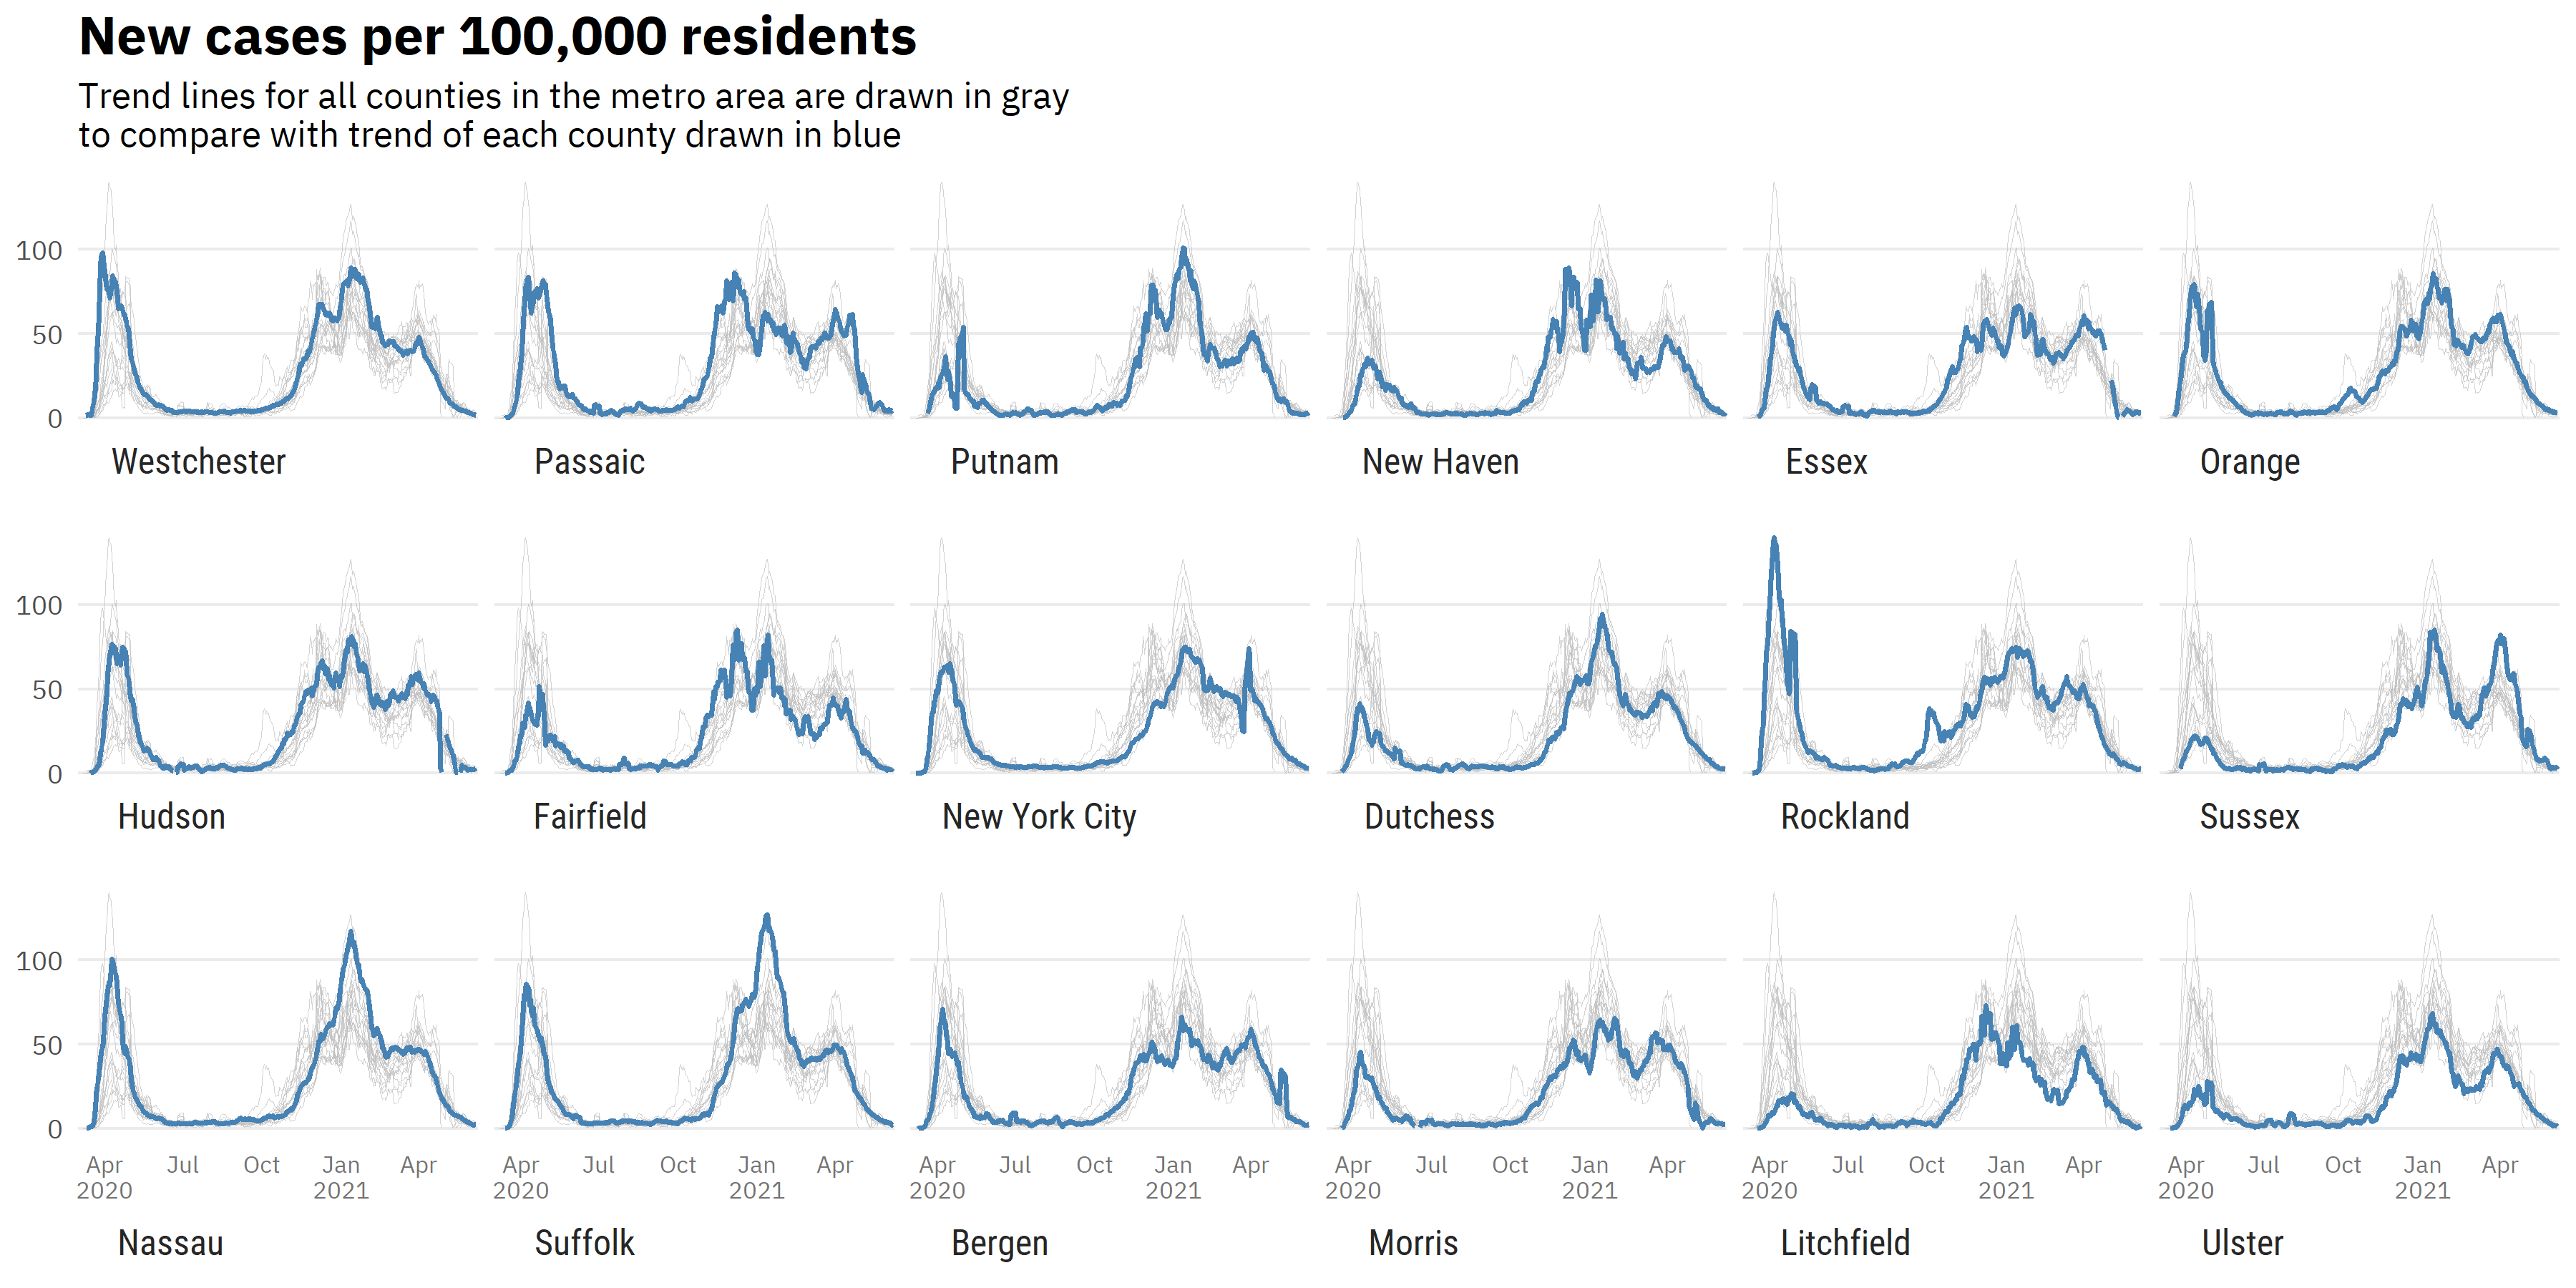 New cases per 100,000 residents
Trend lines for all counties in the metro area are drawn in gray
to compare with trend of each county drawn in blue
100
50
0
Westchester Passaic Putnam New Haven Essex Orange
100
50
0
Hudson Fairfield New York City Dutchess Rockland Sussex
100
50
0
Apr Jul Oct Jan Apr Apr Jul Oct Jan Apr Apr Jul Oct Jan Apr Apr Jul Oct Jan Apr Apr Jul Oct Jan Apr Apr Jul Oct Jan Apr
2020 2021 2020 2021 2020 2021 2020 2021 2020 2021 2020 2021
Nassau Suffolk Bergen Morris Litchfield Ulster